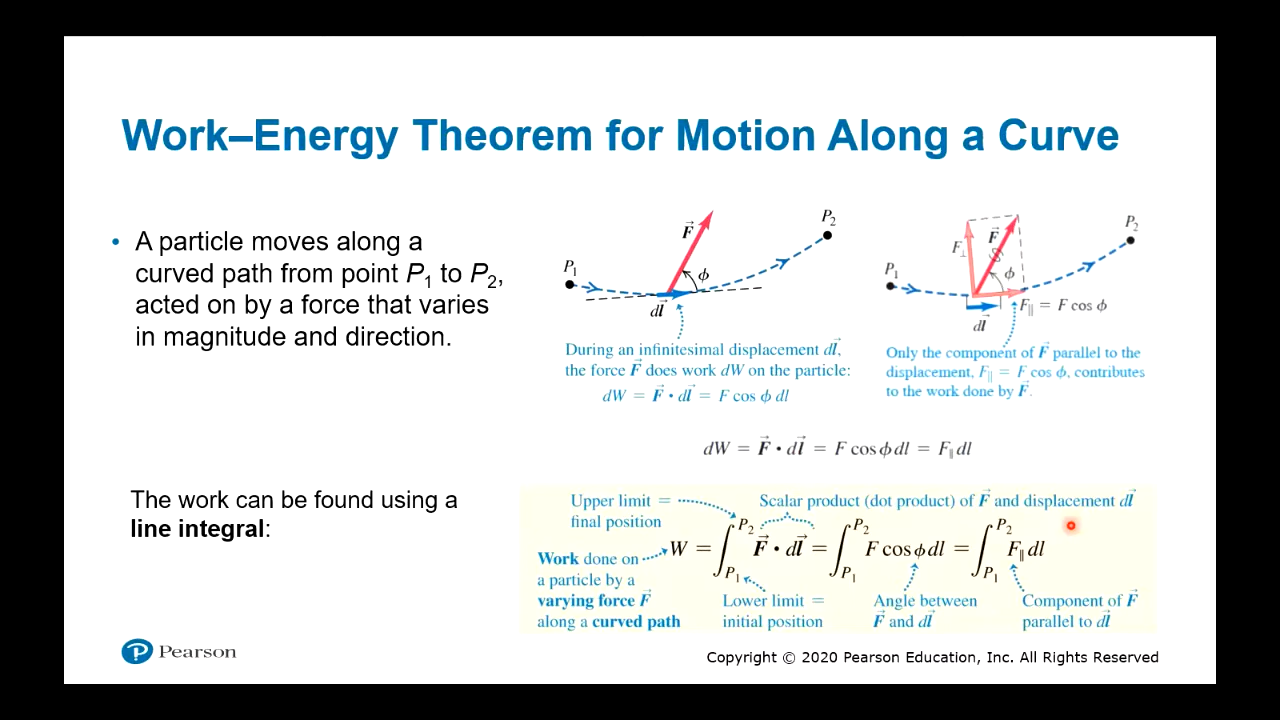 Work–Energy Theorem for Motion Along a Curve
• A particle moves along a
curved path from point P₁ to P₂,
acted on by a force that varies
in magnitude and direction.
P₁
F⃗
ϕ
dl⃗
P₂
During an infinitesimal displacement dl⃗,
the force F⃗ does work dW on the particle:
dW = F⃗ • dl⃗ = F cos ϕ dl
P₁
F⊥
F⃗
ϕ
P₂
F∥ = F cos ϕ
dl⃗
Only the component of F⃗ parallel to the
displacement, F∥ = F cos ϕ, contributes
to the work done by F⃗.
dW = F⃗ • dl⃗ = F cos ϕ dl = F∥ dl
The work can be found using a
line integral:
Upper limit =
final position
Scalar product (dot product) of F⃗ and displacement dl⃗
Work done on
a particle by a
varying force F⃗
along a curved path
W = ∫_P₁^P₂ F⃗ • dl⃗ = ∫_P₁^P₂ F cos ϕ dl = ∫_P₁^P₂ F∥ dl
Lower limit =
initial position
Angle between
F⃗ and dl⃗
Component of F⃗
parallel to dl⃗
P Pearson
Copyright © 2020 Pearson Education, Inc. All Rights Reserved